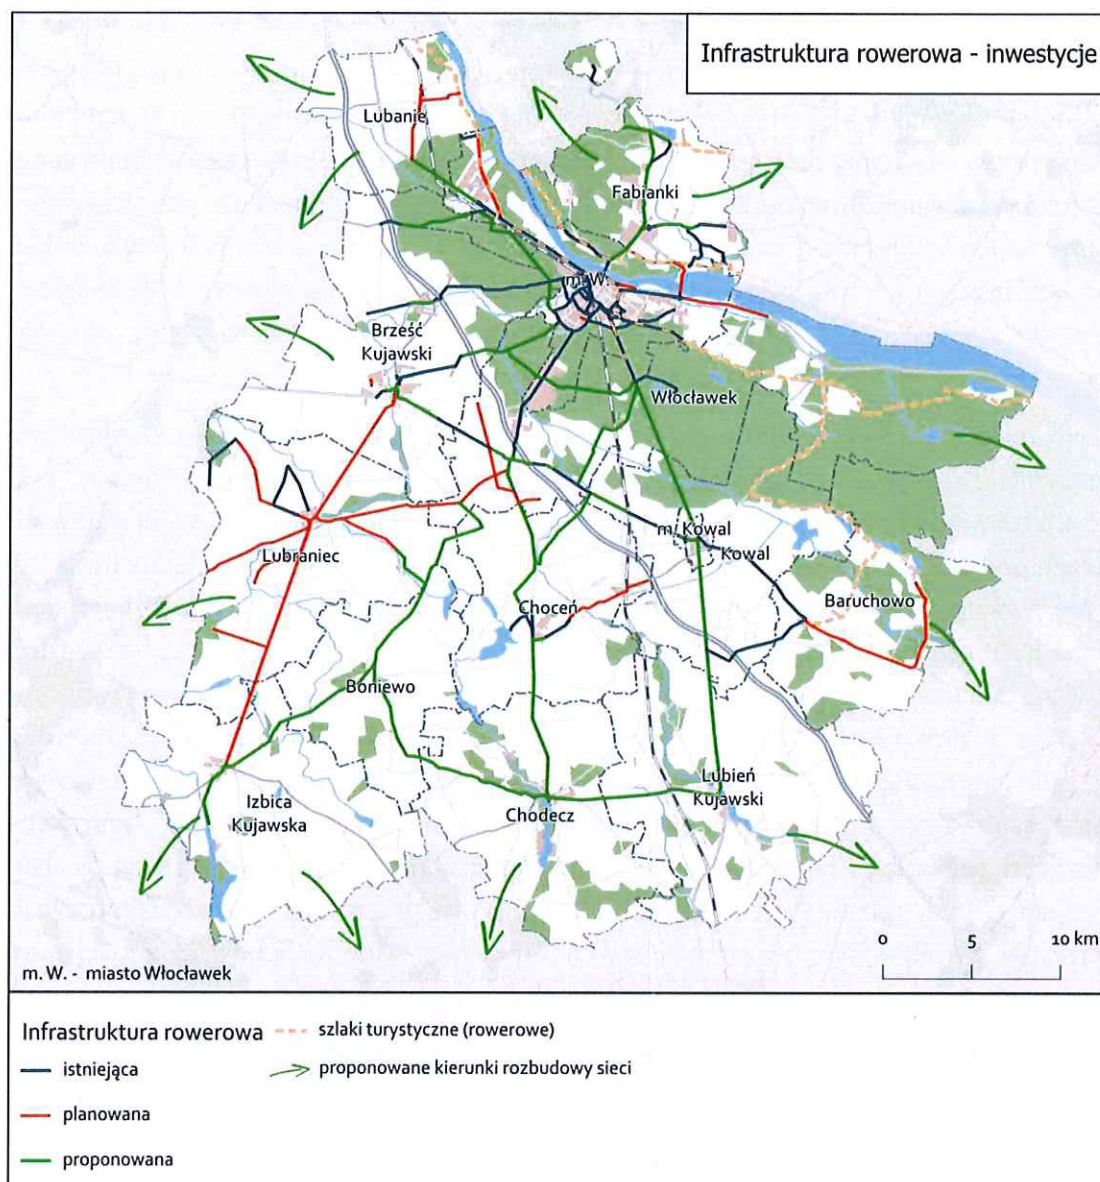 Infrastruktura rowerowa - inwestycje
Lubanie
Fabianki
m. W.
Brześć
Kujawski
Włocławek
m. Kowal
Kowal
Lubraniec
Choceń
Baruchowo
Boniewo
Lubień
Kujawski
Izbica
Kujawska
Chodecz
0 5 10 km
m. W. - miasto Włocławek
Infrastruktura rowerowa
szlaki turystyczne (rowerowe)
istniejąca
proponowane kierunki rozbudowy sieci
planowana
proponowana